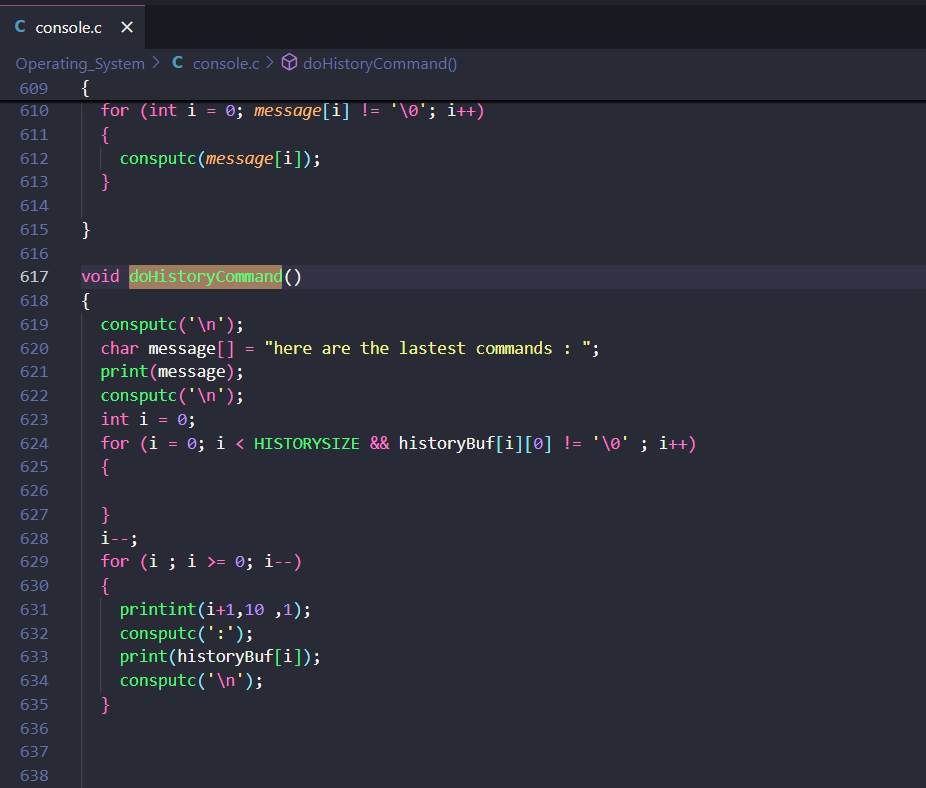 C console.c ×
Operating_System > C console.c > doHistoryCommand()
609 {
610 for (int i = 0; message[i] != '\0'; i++)
611 {
612 consputc(message[i]);
613 }
614
615 }
616
617 void doHistoryCommand()
618 {
619 consputc('\n');
620 char message[] = "here are the lastest commands : ";
621 print(message);
622 consputc('\n');
623 int i = 0;
624 for (i = 0; i < HISTORYSIZE && historyBuf[i][0] != '\0' ; i++)
625 {
626
627 }
628 i--;
629 for (i ; i >= 0; i--)
630 {
631 printint(i+1,10 ,1);
632 consputc(':');
633 print(historyBuf[i]);
634 consputc('\n');
635 }
636
637
638